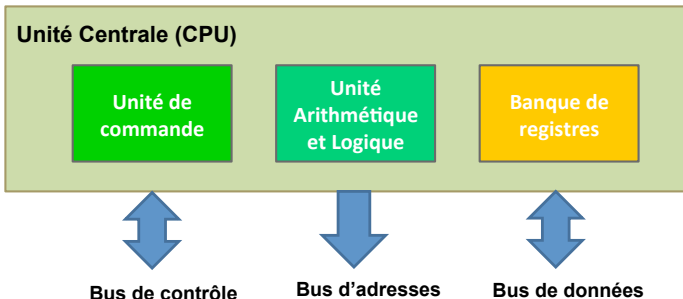 Unité Centrale (CPU)
Unité de
commande
Unité
Arithmétique
et Logique
Banque de
registres
Bus de contrôle
Bus d'adresses
Bus de données